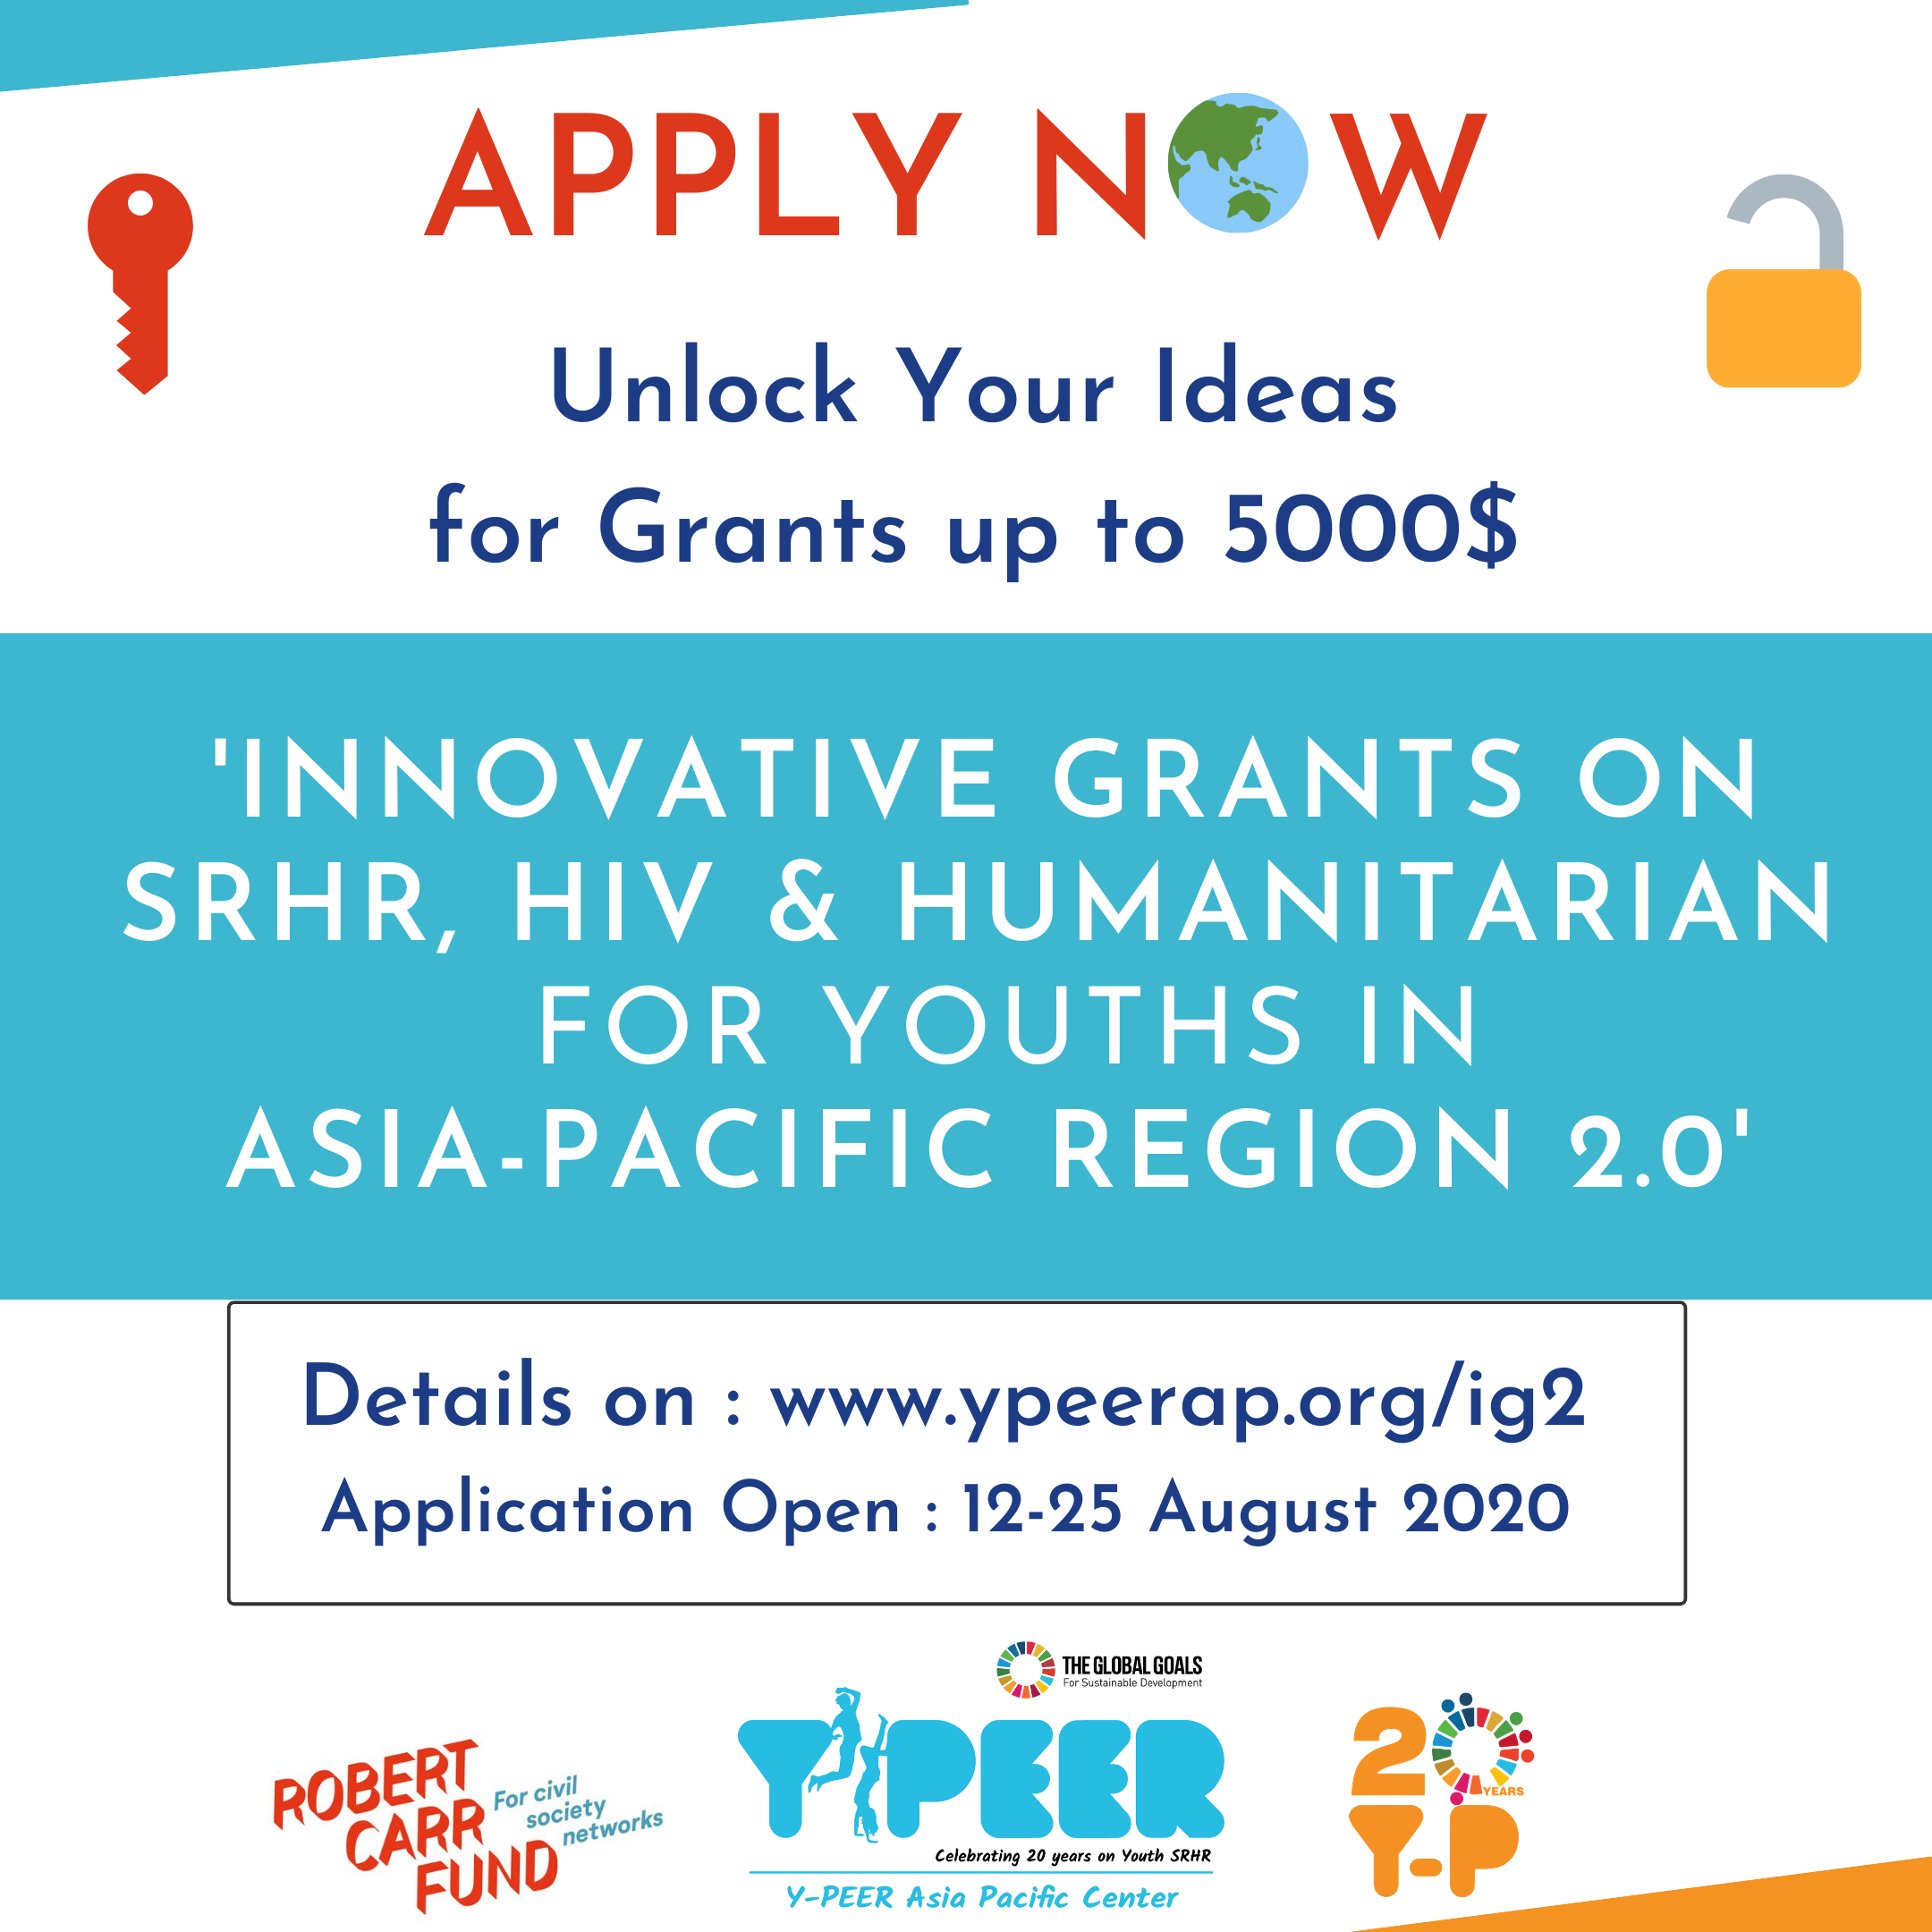 APPLY NOW
Unlock Your Ideas
for Grants up to 5000$
'INNOVATIVE GRANTS ON
SRHR, HIV & HUMANITARIAN
FOR YOUTHS IN
ASIA-PACIFIC REGION 2.0'
Details on : www.ypeerap.org/ig2
Application Open : 12-25 August 2020
ROBERT
CARR
FUND
For civil
society
networks
THE GLOBAL GOALS
For Sustainable Development
Y-PEER
Celebrating 20 years on Youth SRHR
Y-PEER Asia Pacific Center
20
YEARS
Y-P